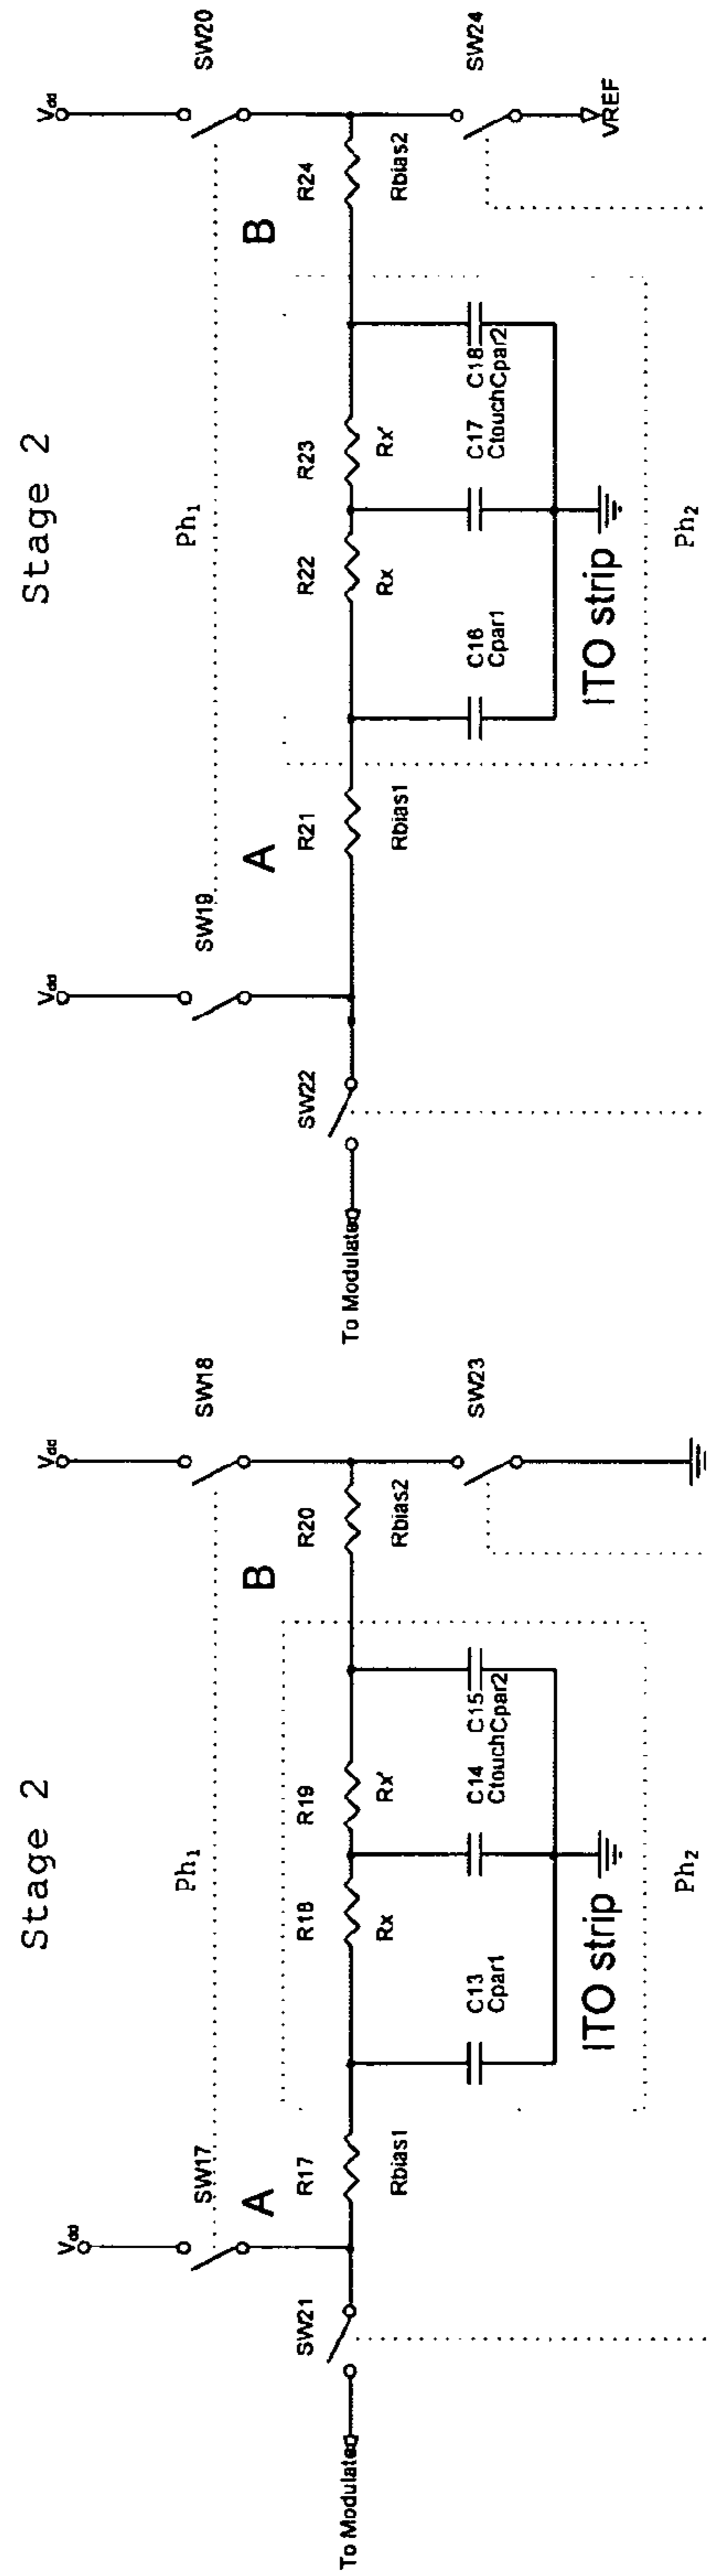 Stage 2
Vdd
Vdd
SW17
Ph₁
SW18
A
B
SW21
R17
R18
R19
R20
To Modulator
Rbias1
Rx
Rx'
Rbias2
C13
Cpar1
C14
C15
CtouchCpar2
SW23
ITO strip
Ph₂
Stage 2
Vdd
Vdd
SW19
Ph₁
SW20
A
B
SW22
R21
R22
R23
R24
To Modulator
Rbias1
Rx
Rx'
Rbias2
C16
Cpar1
C17
C18
CtouchCpar2
SW24
VREF
ITO strip
Ph₂